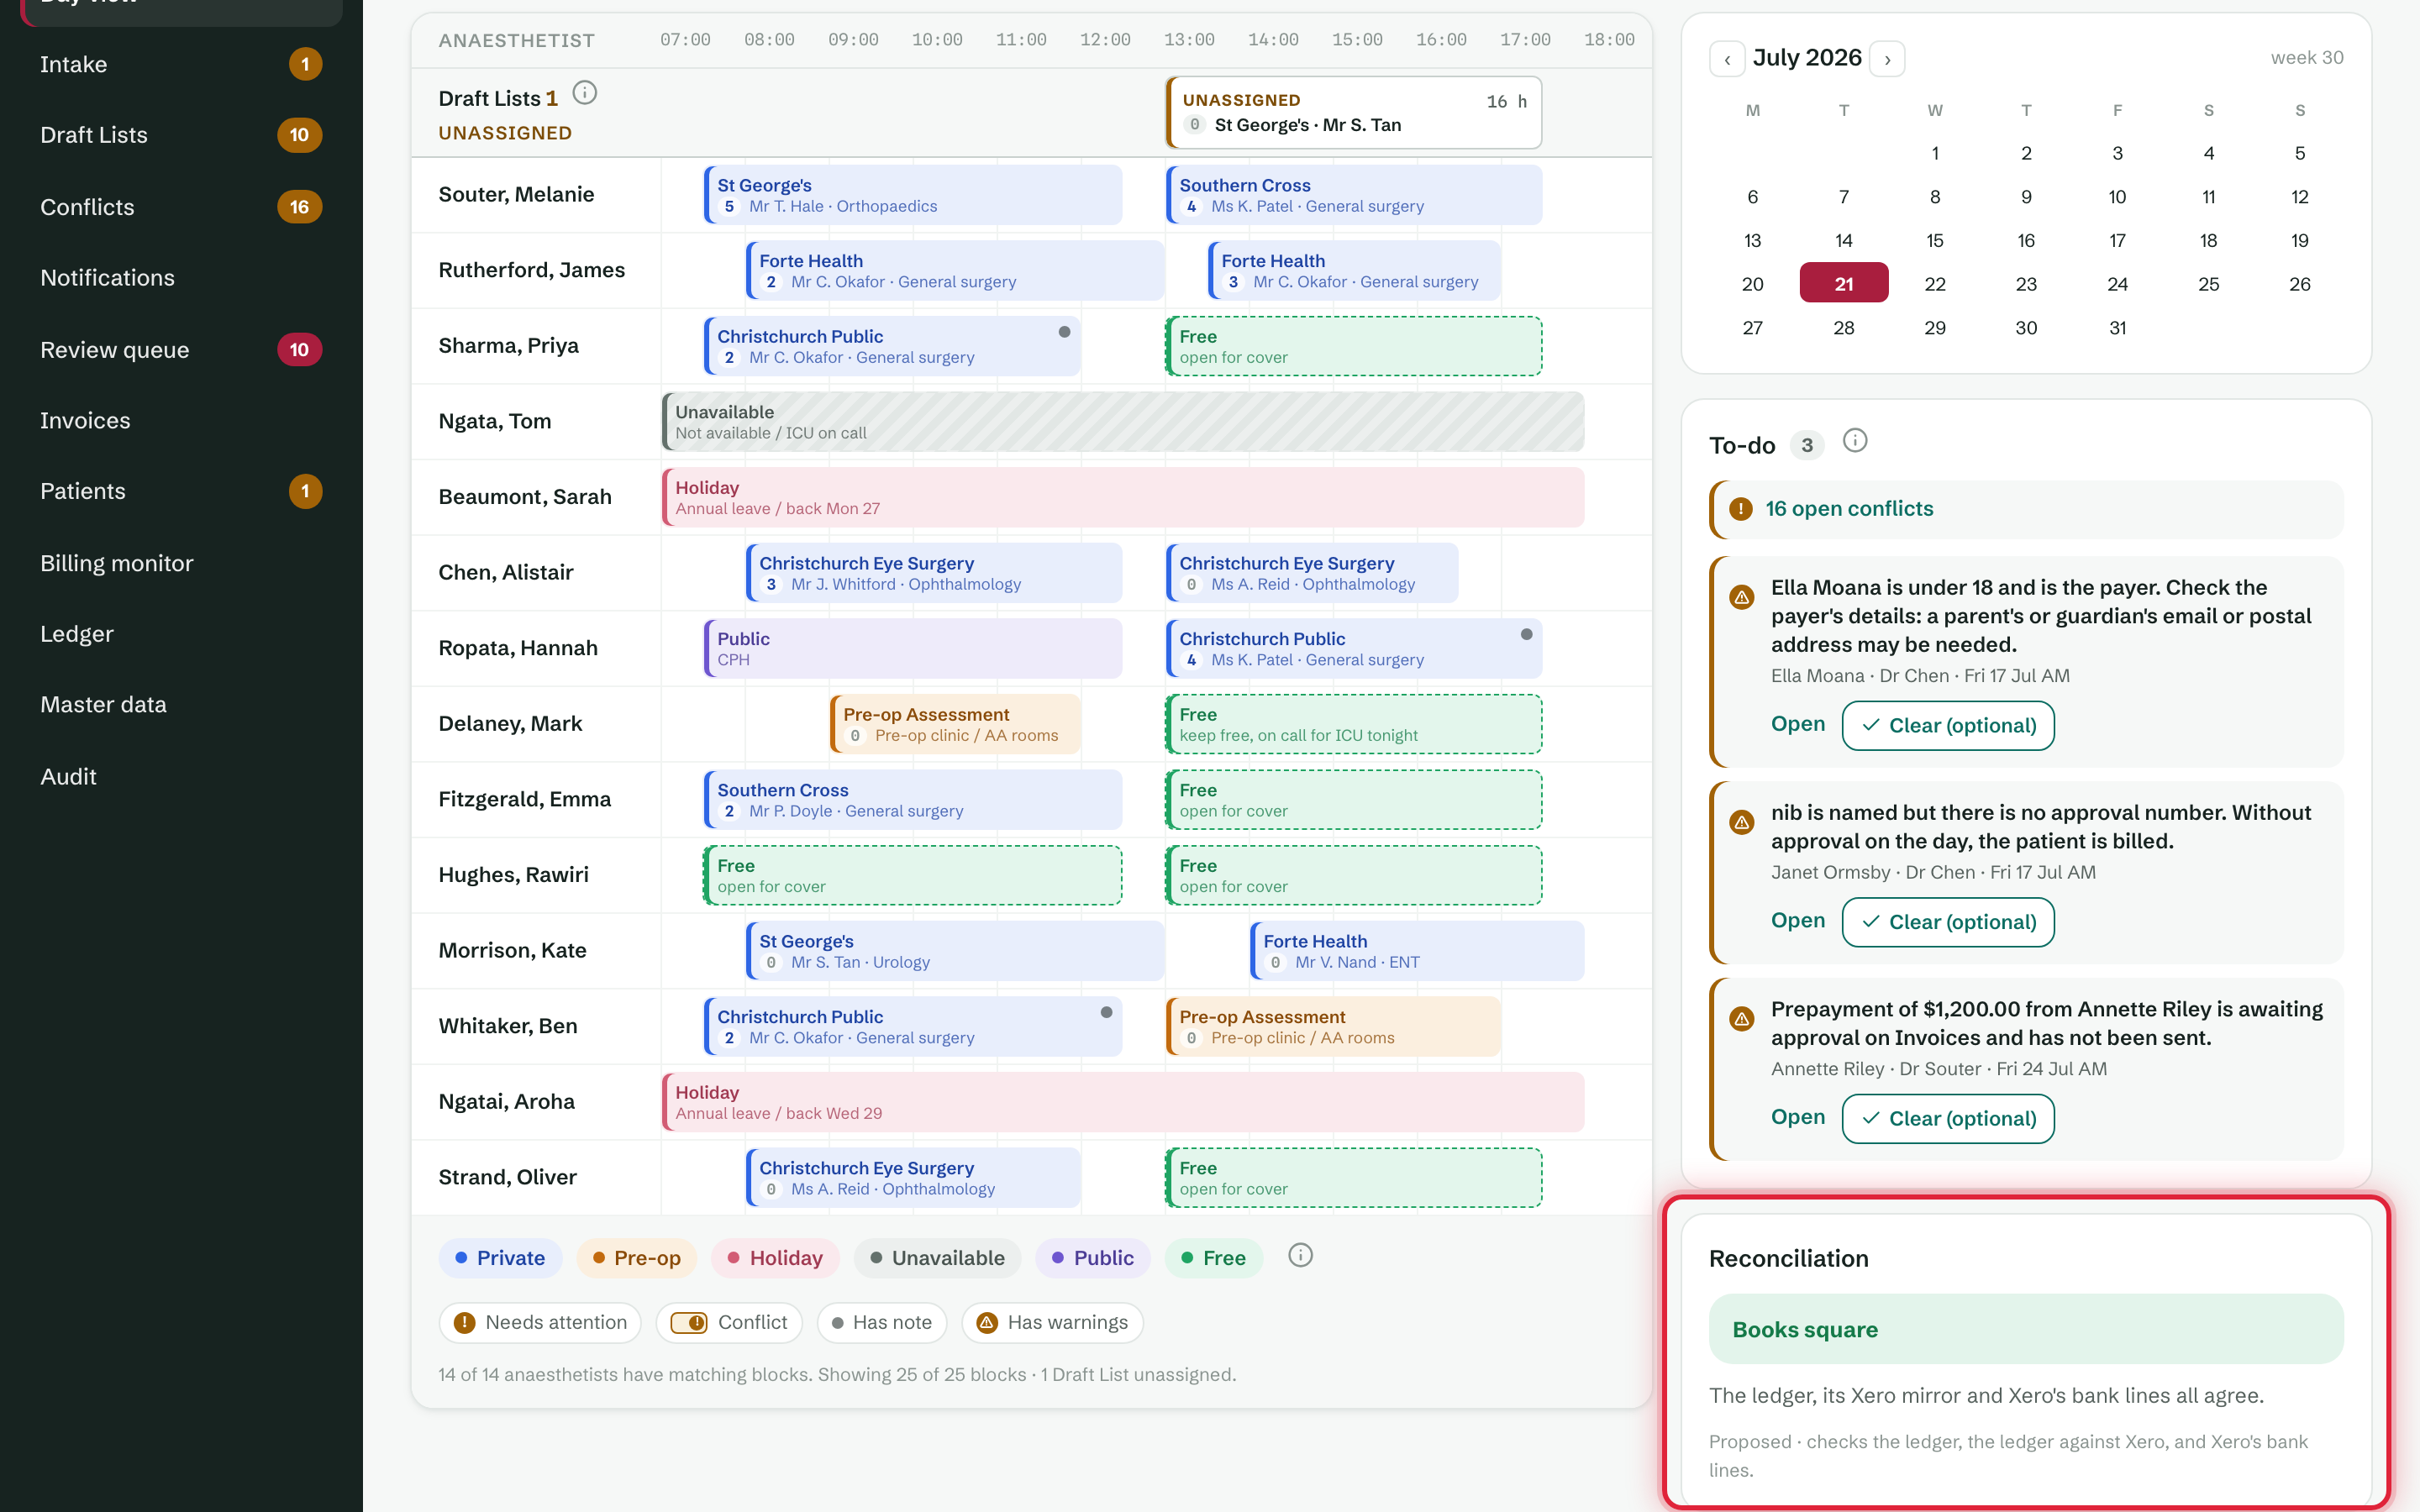 Intake 1
Draft Lists 10
Conflicts 16
Notifications
Review queue 10
Invoices
Patients 1
Billing monitor
Ledger
Master data
Audit
ANAESTHETIST 07:00 08:00 09:00 10:00 11:00 12:00 13:00 14:00 15:00 16:00 17:00 18:00
Draft Lists 1
UNASSIGNED
UNASSIGNED 16 h
0 St George's · Mr S. Tan
Souter, Melanie
St George's
5 Mr T. Hale · Orthopaedics
Southern Cross
4 Ms K. Patel · General surgery
Rutherford, James
Forte Health
2 Mr C. Okafor · General surgery
Forte Health
3 Mr C. Okafor · General surgery
Sharma, Priya
Christchurch Public
2 Mr C. Okafor · General surgery
Free
open for cover
Ngata, Tom
Unavailable
Not available / ICU on call
Beaumont, Sarah
Holiday
Annual leave / back Mon 27
Chen, Alistair
Christchurch Eye Surgery
3 Mr J. Whitford · Ophthalmology
Christchurch Eye Surgery
0 Ms A. Reid · Ophthalmology
Ropata, Hannah
Public
CPH
Christchurch Public
4 Ms K. Patel · General surgery
Delaney, Mark
Pre-op Assessment
0 Pre-op clinic / AA rooms
Free
keep free, on call for ICU tonight
Fitzgerald, Emma
Southern Cross
2 Mr P. Doyle · General surgery
Free
open for cover
Hughes, Rawiri
Free
open for cover
Free
open for cover
Morrison, Kate
St George's
0 Mr S. Tan · Urology
Forte Health
0 Mr V. Nand · ENT
Whitaker, Ben
Christchurch Public
2 Mr C. Okafor · General surgery
Pre-op Assessment
0 Pre-op clinic / AA rooms
Ngatai, Aroha
Holiday
Annual leave / back Wed 29
Strand, Oliver
Christchurch Eye Surgery
0 Ms A. Reid · Ophthalmology
Free
open for cover
Private Pre-op Holiday Unavailable Public Free
Needs attention Conflict Has note Has warnings
14 of 14 anaesthetists have matching blocks. Showing 25 of 25 blocks · 1 Draft List unassigned.
‹ July 2026 › week 30
M T W T F S S
1 2 3 4 5
6 7 8 9 10 11 12
13 14 15 16 17 18 19
20 21 22 23 24 25 26
27 28 29 30 31
To-do 3
16 open conflicts
Ella Moana is under 18 and is the payer. Check the
payer's details: a parent's or guardian's email or postal
address may be needed.
Ella Moana · Dr Chen · Fri 17 Jul AM
Open Clear (optional)
nib is named but there is no approval number. Without
approval on the day, the patient is billed.
Janet Ormsby · Dr Chen · Fri 17 Jul AM
Open Clear (optional)
Prepayment of $1,200.00 from Annette Riley is awaiting
approval on Invoices and has not been sent.
Annette Riley · Dr Souter · Fri 24 Jul AM
Open Clear (optional)
Reconciliation
Books square
The ledger, its Xero mirror and Xero's bank lines all agree.
Proposed · checks the ledger, the ledger against Xero, and Xero's bank
lines.